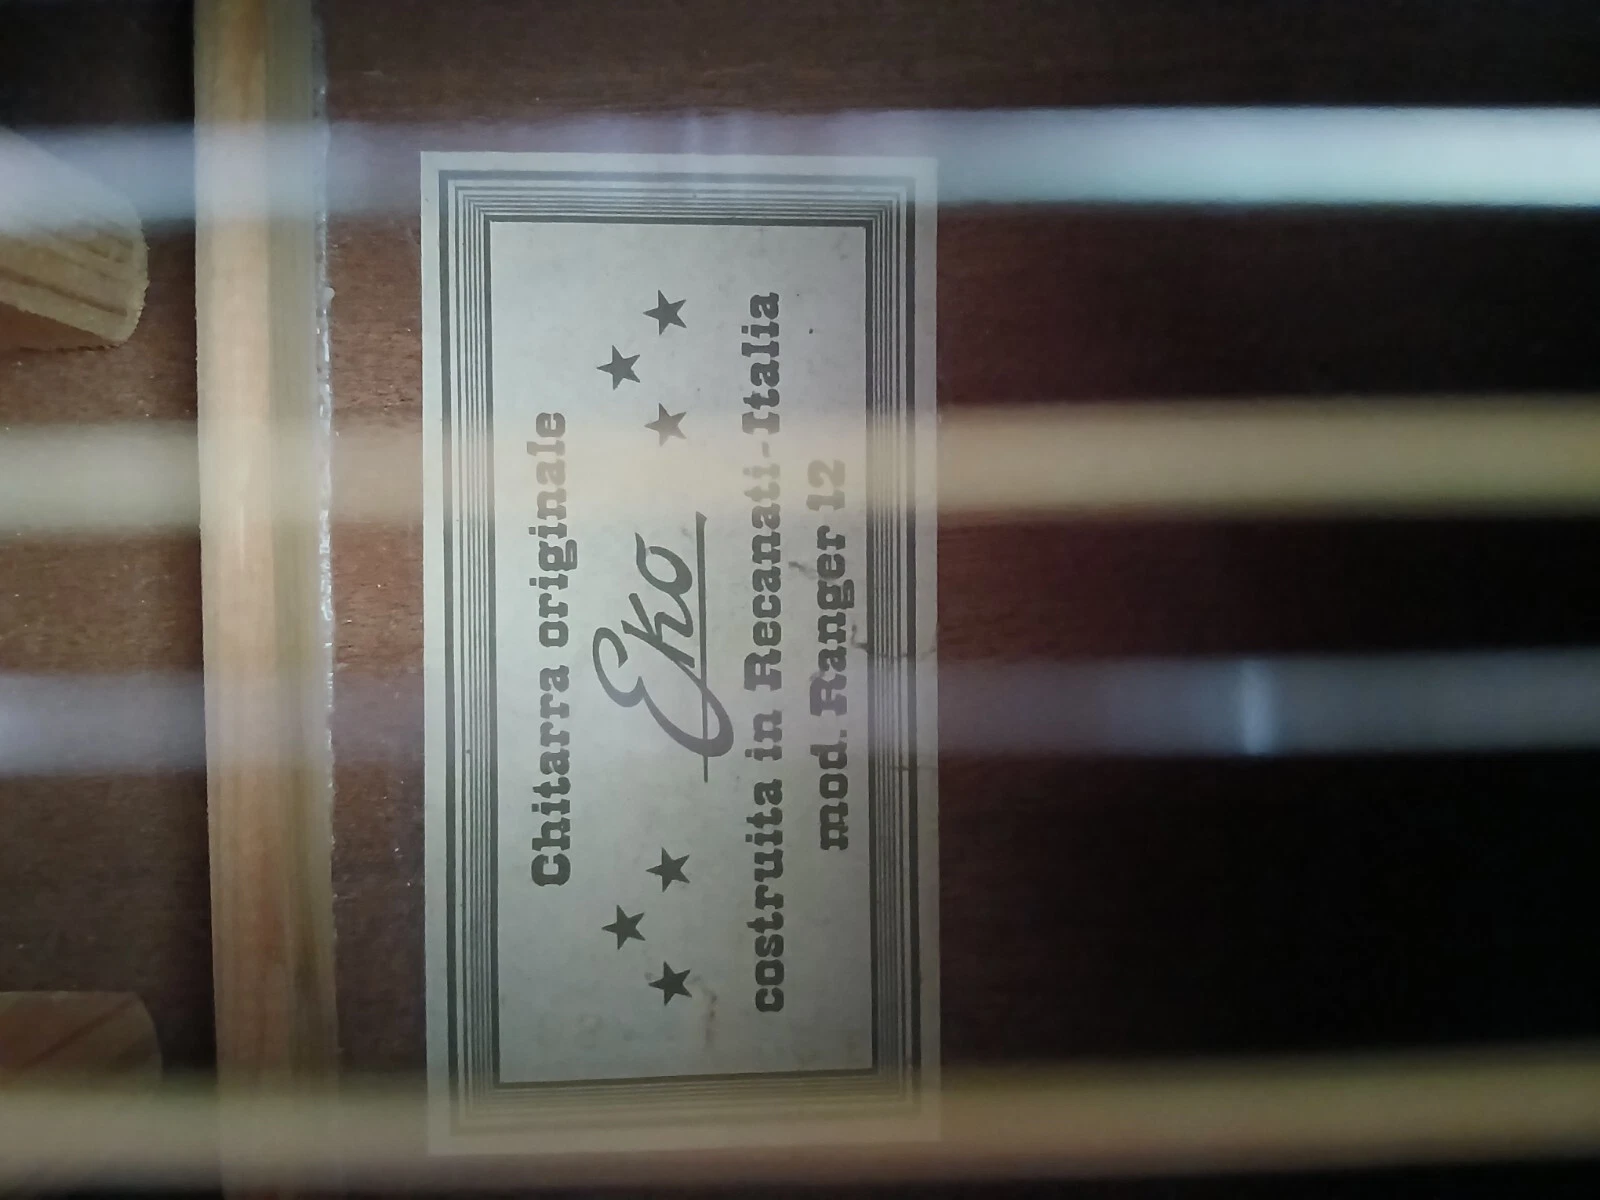 Chitarra originale
Eko
costruita in Recanati-Italia
mod. Ranger 12